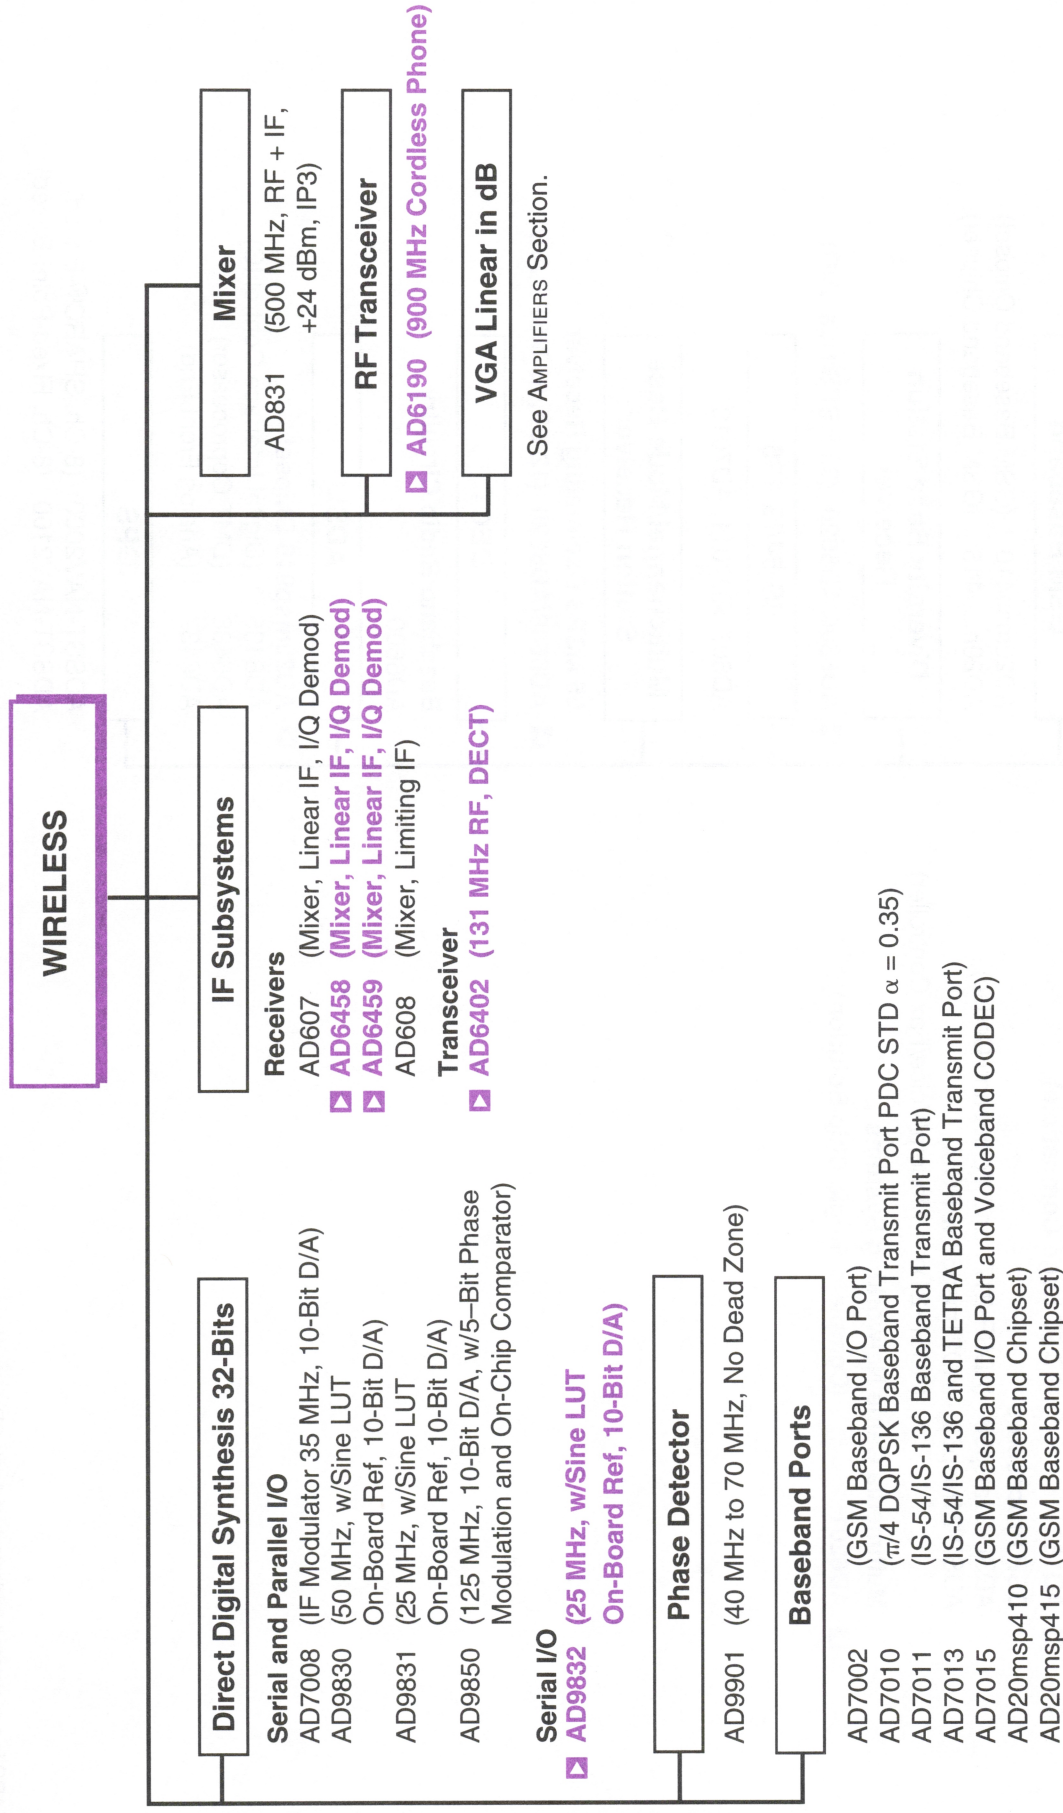 WIRELESS
Direct Digital Synthesis 32-Bits
Serial and Parallel I/O
AD7008 (IF Modulator 35 MHz, 10-Bit D/A)
AD9830 (50 MHz, w/Sine LUT
On-Board Ref, 10-Bit D/A)
AD9831 (25 MHz, w/Sine LUT
On-Board Ref, 10-Bit D/A)
AD9850 (125 MHz, 10-Bit D/A, w/5–Bit Phase
Modulation and On-Chip Comparator)
Serial I/O
AD9832 (25 MHz, w/Sine LUT
On-Board Ref, 10-Bit D/A)
Phase Detector
AD9901 (40 MHz to 70 MHz, No Dead Zone)
Baseband Ports
AD7002 (GSM Baseband I/O Port)
AD7010 (π/4 DQPSK Baseband Transmit Port PDC STD α = 0.35)
AD7011 (IS-54/IS-136 Baseband Transmit Port)
AD7013 (IS-54/IS-136 and TETRA Baseband Transmit Port)
AD7015 (GSM Baseband I/O Port and Voiceband CODEC)
AD20msp410 (GSM Baseband Chipset)
AD20msp415 (GSM Baseband Chipset)
IF Subsystems
Receivers
AD607 (Mixer, Linear IF, I/Q Demod)
AD6458 (Mixer, Linear IF, I/Q Demod)
AD6459 (Mixer, Linear IF, I/Q Demod)
AD608 (Mixer, Limiting IF)
Transceiver
AD6402 (131 MHz RF, DECT)
Mixer
AD831 (500 MHz, RF + IF,
+24 dBm, IP3)
RF Transceiver
AD6190 (900 MHz Cordless Phone)
VGA Linear in dB
See AMPLIFIERS Section.